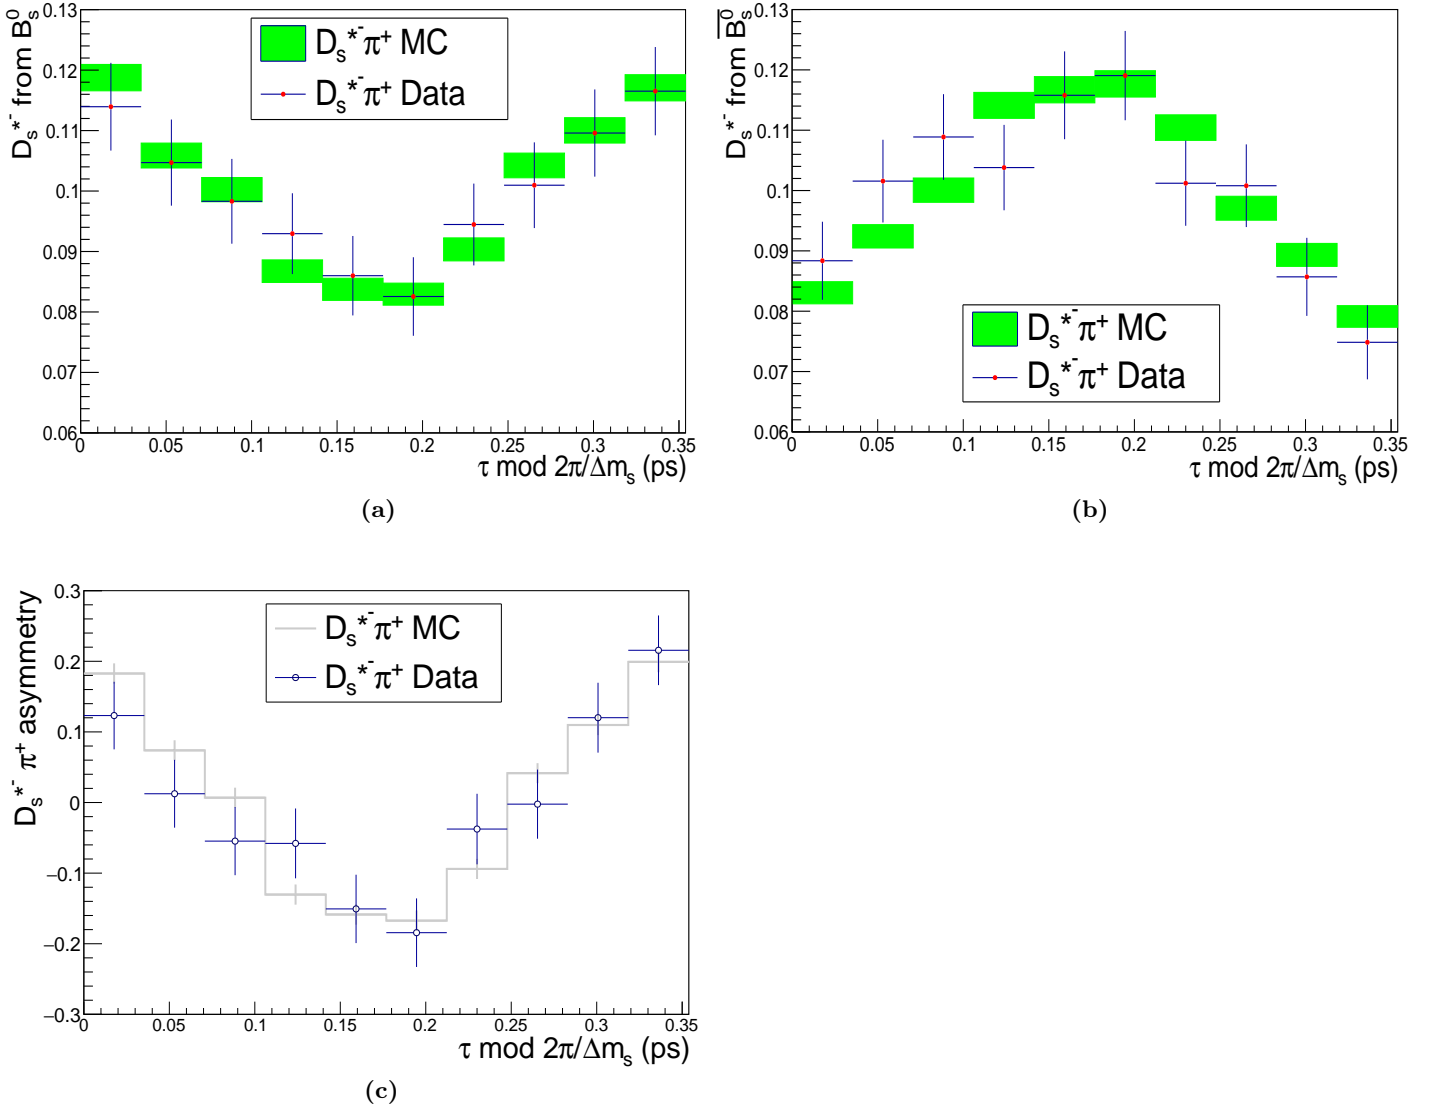 D_s*⁻ from B_s⁰
0.13
0.12
0.11
0.1
0.09
0.08
0.07
0.06
D_s*⁻π⁺ MC
D_s*⁻π⁺ Data
0 0.05 0.1 0.15 0.2 0.25 0.3 0.35
τ mod 2π/Δm_s (ps)
(a)
D_s*⁻ from B̅_s⁰
0.13
0.12
0.11
0.1
0.09
0.08
0.07
0.06
D_s*⁻π⁺ MC
D_s*⁻π⁺ Data
0 0.05 0.1 0.15 0.2 0.25 0.3 0.35
τ mod 2π/Δm_s (ps)
(b)
D_s*⁻ π⁺ asymmetry
0.3
0.2
0.1
0
−0.1
−0.2
−0.3
D_s*⁻π⁺ MC
D_s*⁻π⁺ Data
0 0.05 0.1 0.15 0.2 0.25 0.3 0.35
τ mod 2π/Δm_s (ps)
(c)